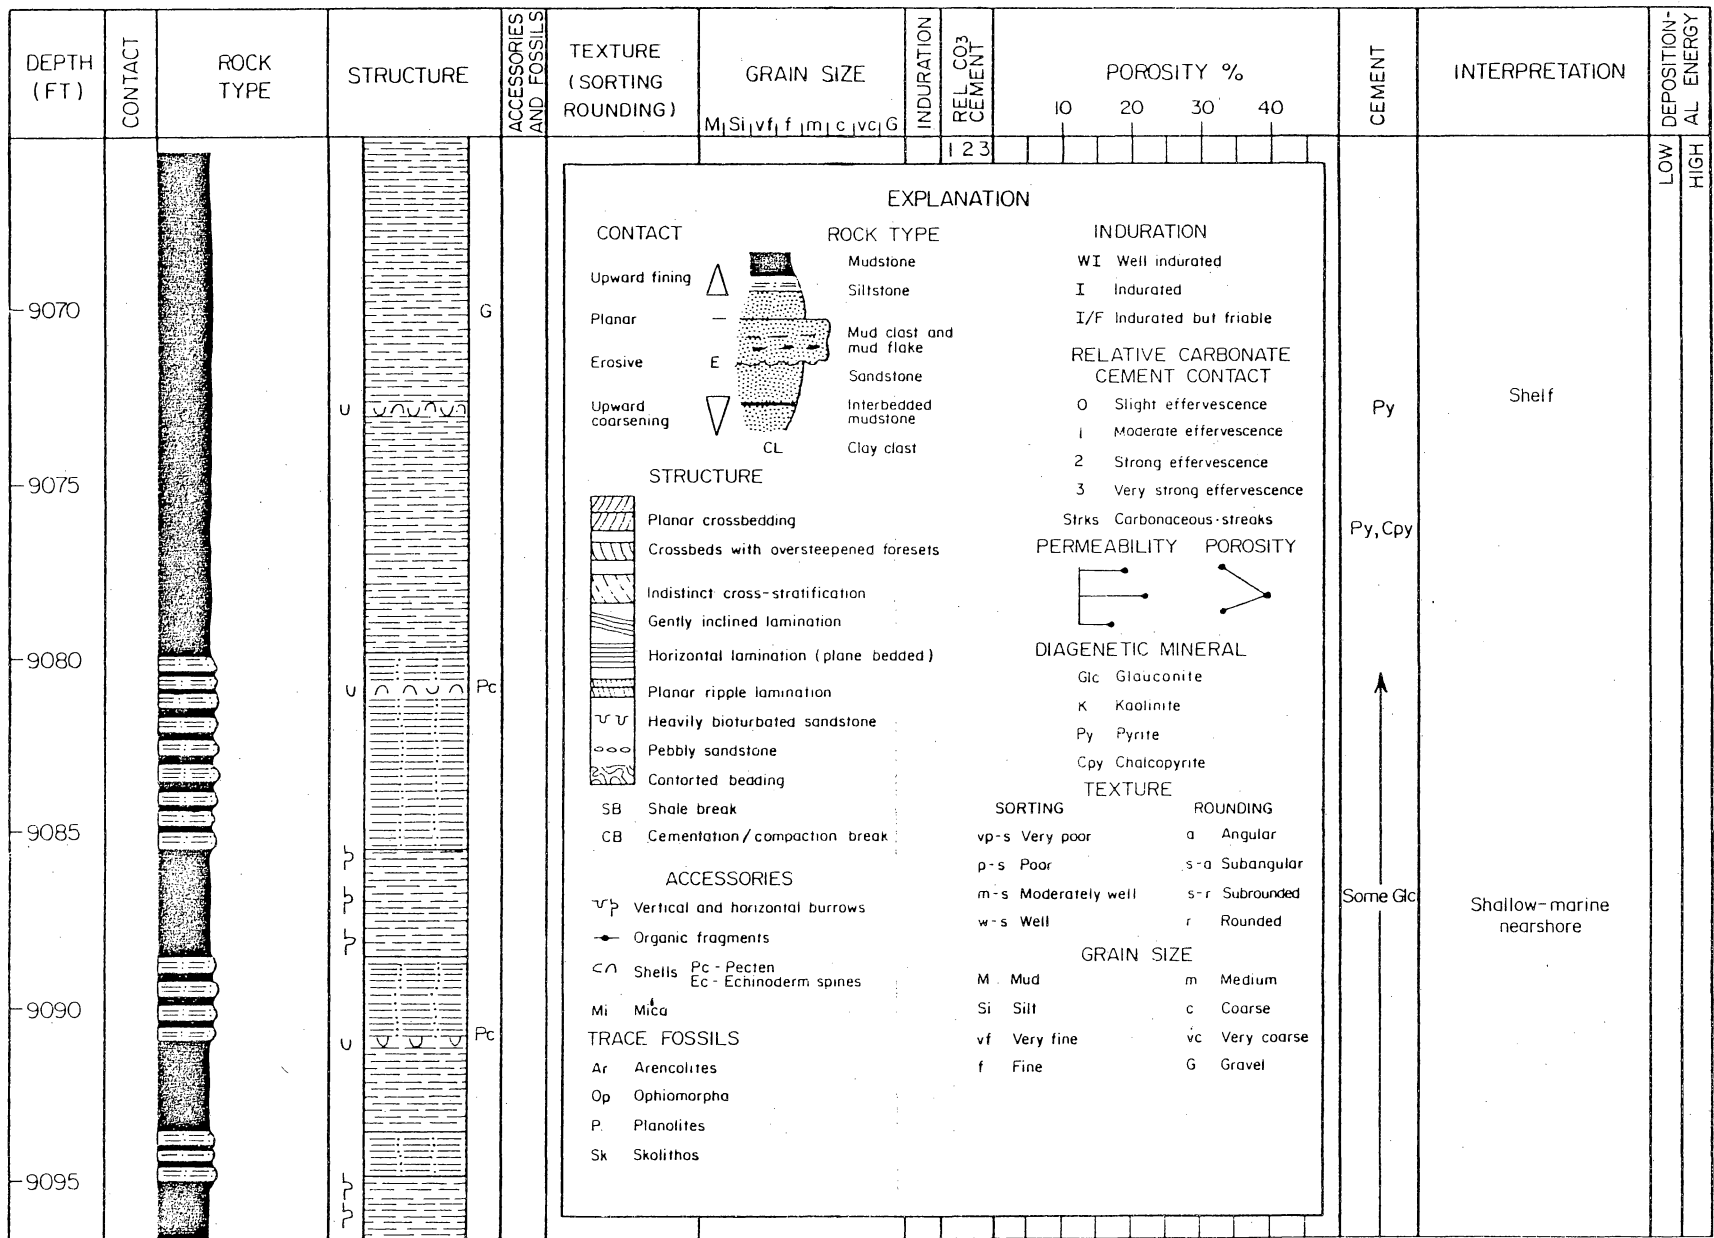 DEPTH
(FT)
CONTACT
ROCK
TYPE
STRUCTURE
ACCESSORIES
AND FOSSILS
TEXTURE
(SORTING
ROUNDING)
GRAIN SIZE
M Si vf f m c vc G
INDURATION
REL CO3
CEMENT
1 2 3
POROSITY %
10 20 30 40
CEMENT
INTERPRETATION
DEPOSITION-
AL ENERGY
LOW
HIGH
9070
9075
9080
9085
9090
9095
G
Pc
Pc
EXPLANATION
CONTACT
Upward fining
Planar
Erosive E
Upward
coarsening
ROCK TYPE
Mudstone
Siltstone
Mud clast and
mud flake
Sandstone
Interbedded
mudstone
CL Clay clast
STRUCTURE
Planar crossbedding
Crossbeds with oversteepened foresets
Indistinct cross-stratification
Gently inclined lamination
Horizontal lamination (plane bedded)
Planar ripple lamination
Heavily bioturbated sandstone
Pebbly sandstone
Contorted beading
SB Shale break
CB Cementation/compaction break
ACCESSORIES
Vertical and horizontal burrows
Organic fragments
Shells Pc - Pecten
Ec - Echinoderm spines
Mi Mica
TRACE FOSSILS
Ar Arencolites
Op Ophiomorpha
P. Planolites
Sk Skolithos
INDURATION
WI Well indurated
I Indurated
I/F Indurated but friable
RELATIVE CARBONATE
CEMENT CONTACT
O Slight effervescence
1 Moderate effervescence
2 Strong effervescence
3 Very strong effervescence
Strks Carbonaceous-streaks
PERMEABILITY POROSITY
DIAGENETIC MINERAL
Glc Glauconite
K Kaolinite
Py Pyrite
Cpy Chalcopyrite
TEXTURE
SORTING ROUNDING
vp-s Very poor a Angular
p-s Poor s-a Subangular
m-s Moderately well s-r Subrounded
w-s Well r Rounded
GRAIN SIZE
M Mud m Medium
Si Silt c Coarse
vf Very fine vc Very coarse
f Fine G Gravel
Py
Py, Cpy
Some Glc
Shelf
Shallow-marine
nearshore